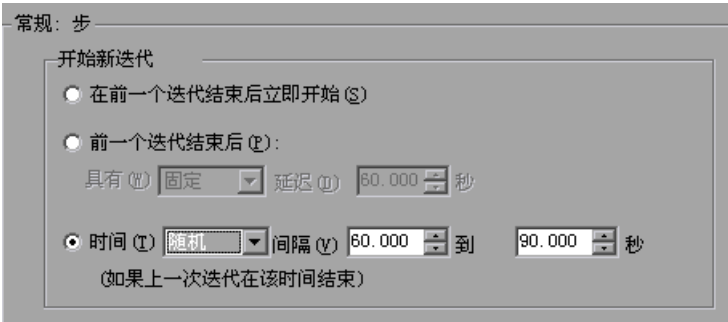 常规: 步
开始新迭代
在前一个迭代结束后立即开始(S)
前一个迭代结束后(P):
具有(W) 固定 延迟(D) 60.000 秒
时间(T) 随机 间隔(V) 60.000 到 90.000 秒
(如果上一次迭代在该时间结束)